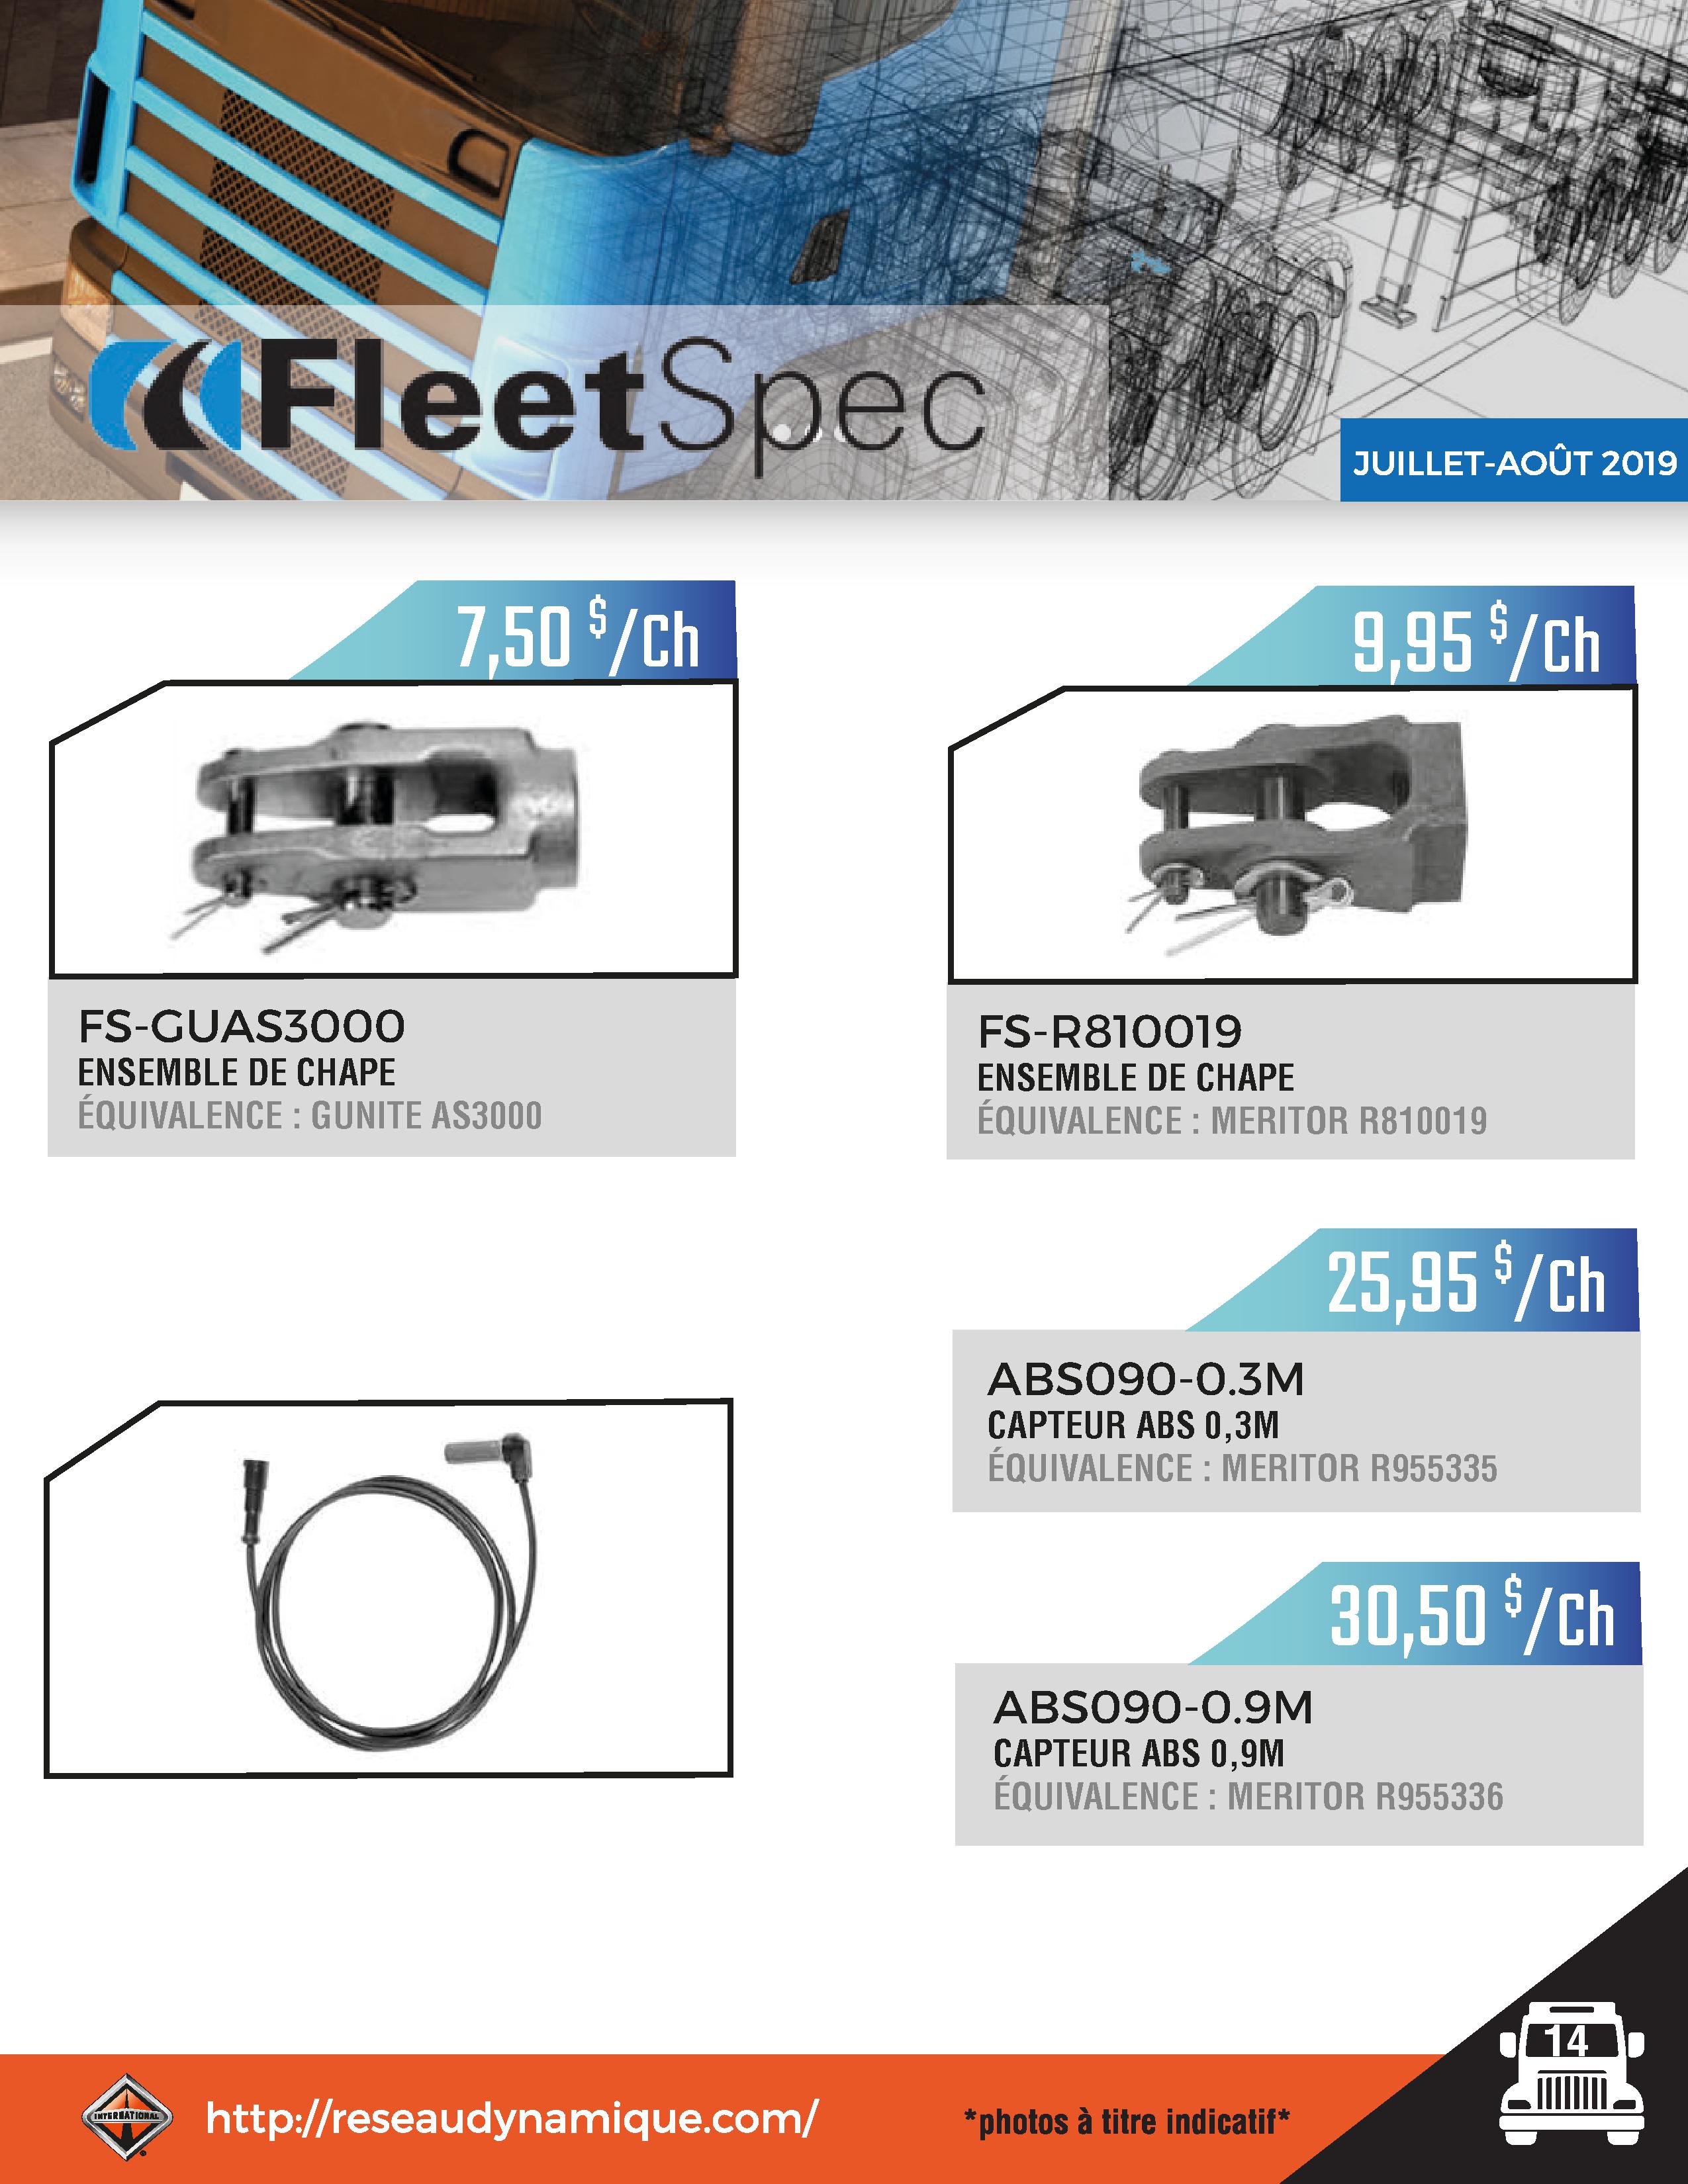 FleetSpec
JUILLET-AOÛT 2019
7,50 $/Ch
FS-GUAS3000
ENSEMBLE DE CHAPE
ÉQUIVALENCE : GUNITE AS3000
9,95 $/Ch
FS-R810019
ENSEMBLE DE CHAPE
ÉQUIVALENCE : MERITOR R810019
25,95 $/Ch
ABS090-0.3M
CAPTEUR ABS 0,3M
ÉQUIVALENCE : MERITOR R955335
30,50 $/Ch
ABS090-0.9M
CAPTEUR ABS 0,9M
ÉQUIVALENCE : MERITOR R955336
INTERNATIONAL
http://reseaudynamique.com/
*photos à titre indicatif*
14